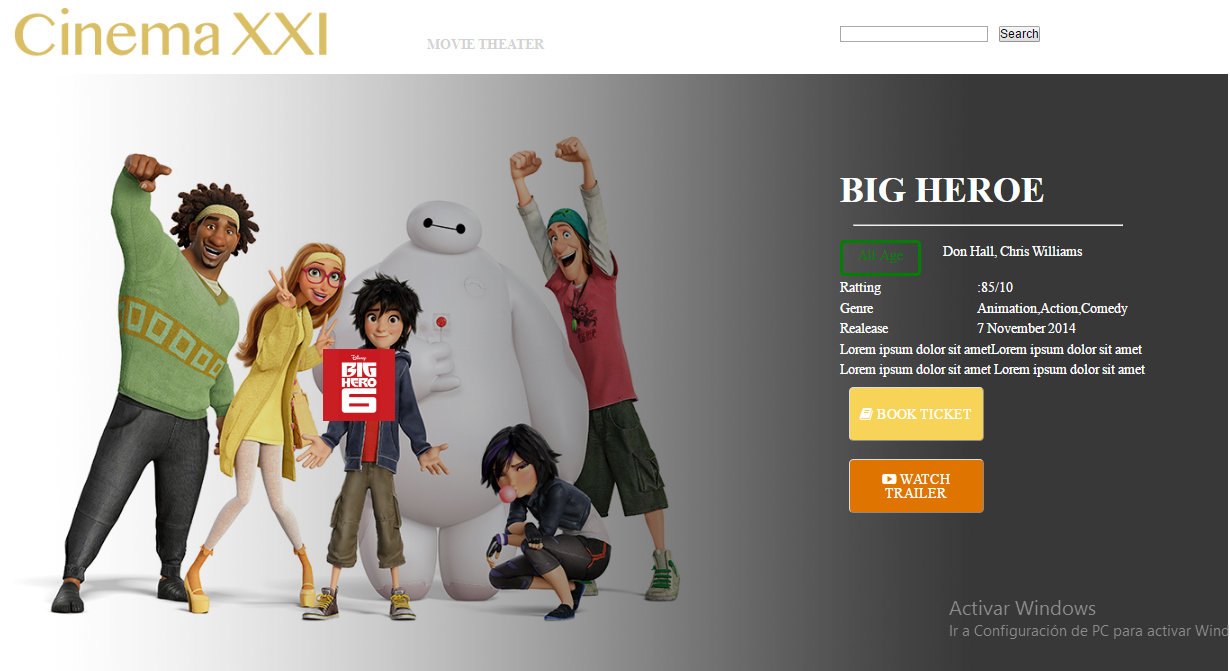 Cinema XXI
MOVIE THEATER
Search
BIG HEROE
All Age
Don Hall, Chris Williams
Ratting :85/10
Genre Animation,Action,Comedy
Realease 7 November 2014
Lorem ipsum dolor sit ametLorem ipsum dolor sit amet
Lorem ipsum dolor sit amet Lorem ipsum dolor sit amet
BOOK TICKET
WATCH
TRAILER
Disney
BIG
HERO
6
Activar Windows
Ir a Configuración de PC para activar Wind